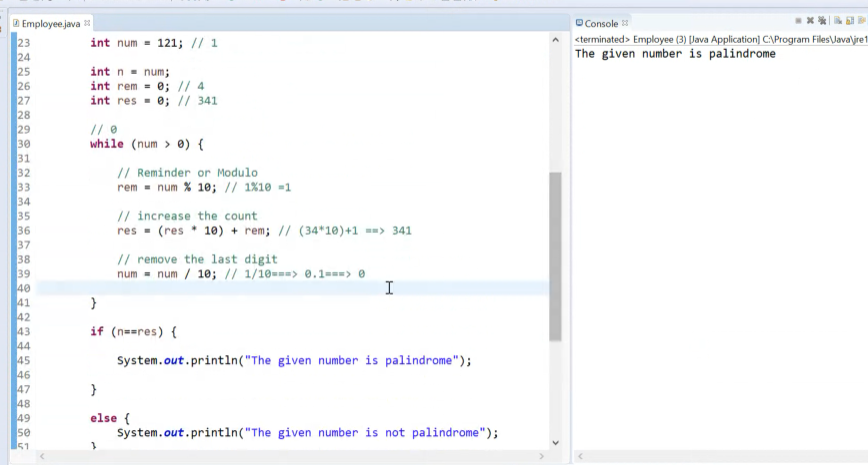 Employee.java
23 int num = 121; // 1
24
25 int n = num;
26 int rem = 0; // 4
27 int res = 0; // 341
28
29 // 0
30 while (num > 0) {
31
32 // Reminder or Modulo
33 rem = num % 10; // 1%10 =1
34
35 // increase the count
36 res = (res * 10) + rem; // (34*10)+1 ==> 341
37
38 // remove the last digit
39 num = num / 10; // 1/10===> 0.1===> 0
40
41 }
42
43 if (n==res) {
44
45 System.out.println("The given number is palindrome");
46
47 }
48
49 else {
50 System.out.println("The given number is not palindrome");
51 }
Console
<terminated> Employee (3) [Java Application] C:\Program Files\Java\jre1
The given number is palindrome